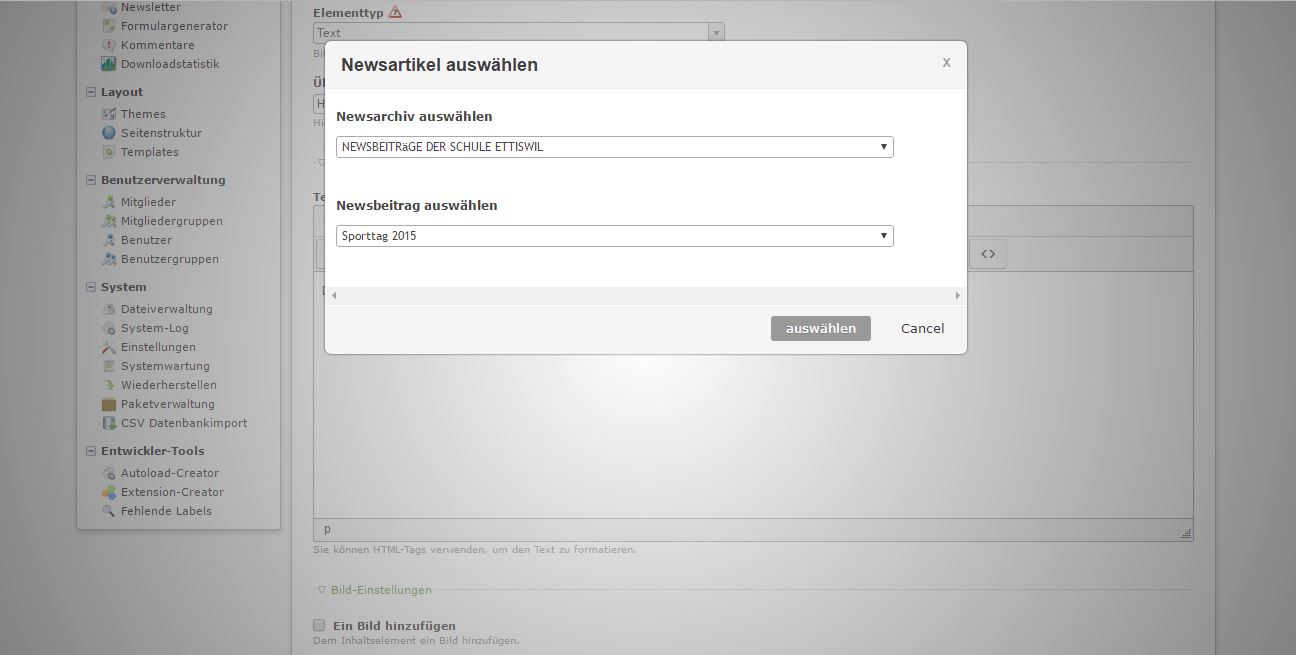 Newsletter
Formulargenerator
Kommentare
Downloadstatistik
Layout
Themes
Seitenstruktur
Templates
Benutzerverwaltung
Mitglieder
Mitgliedergruppen
Benutzer
Benutzergruppen
System
Dateiverwaltung
System-Log
Einstellungen
Systemwartung
Wiederherstellen
Paketverwaltung
CSV Datenbankimport
Entwickler-Tools
Autoload-Creator
Extension-Creator
Fehlende Labels
Elementtyp
Text
Newsartikel auswählen
X
Newsarchiv auswählen
NEWSBEITRäGE DER SCHULE ETTISWIL
Newsbeitrag auswählen
Sporttag 2015
auswählen Cancel
<>
p
Sie können HTML-Tags verwenden, um den Text zu formatieren.
Bild-Einstellungen
Ein Bild hinzufügen
Dem Inhaltselement ein Bild hinzufügen.